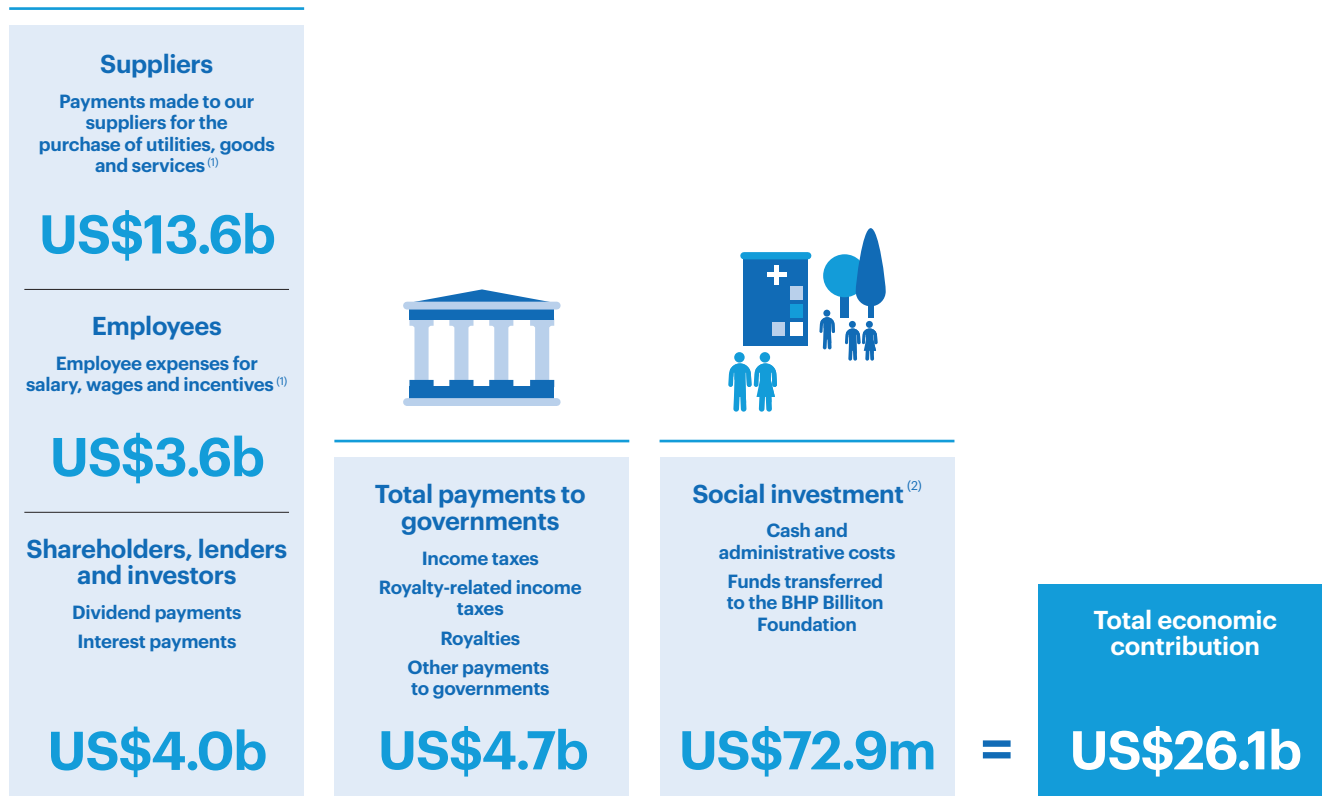 Suppliers
Payments made to our
suppliers for the
purchase of utilities, goods
and services (1)
US$13.6b
Employees
Employee expenses for
salary, wages and incentives (1)
US$3.6b
Shareholders, lenders
and investors
Dividend payments
Interest payments
US$4.0b
Total payments to
governments
Income taxes
Royalty-related income
taxes
Royalties
Other payments
to governments
US$4.7b
Social investment (2)
Cash and
administrative costs
Funds transferred
to the BHP Billiton
Foundation
US$72.9m
=
Total economic
contribution
US$26.1b